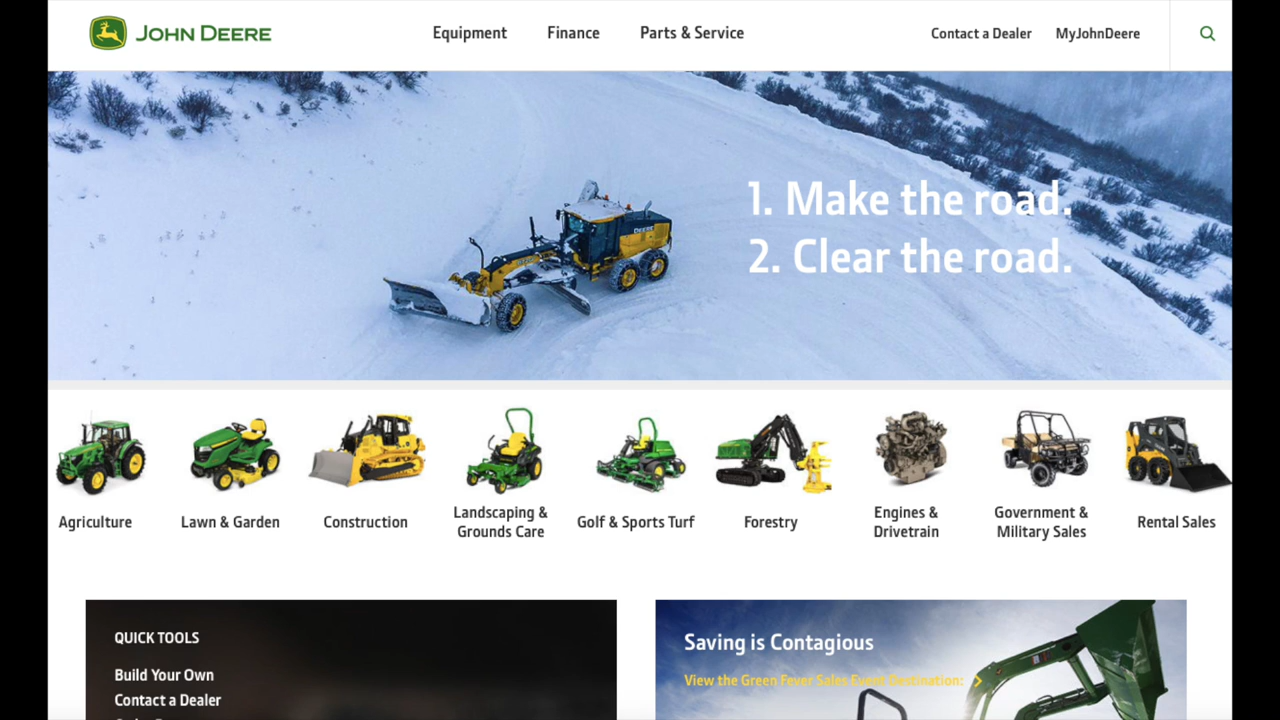 JOHN DEERE
Equipment
Finance
Parts & Service
Contact a Dealer
MyJohnDeere
1. Make the road.
2. Clear the road.
DEERE
Agriculture
Lawn & Garden
Construction
Landscaping &
Grounds Care
Golf & Sports Turf
Forestry
Engines &
Drivetrain
Government &
Military Sales
Rental Sales
QUICK TOOLS
Build Your Own
Contact a Dealer
Saving is Contagious
View the Green Fever Sales Event Destination: